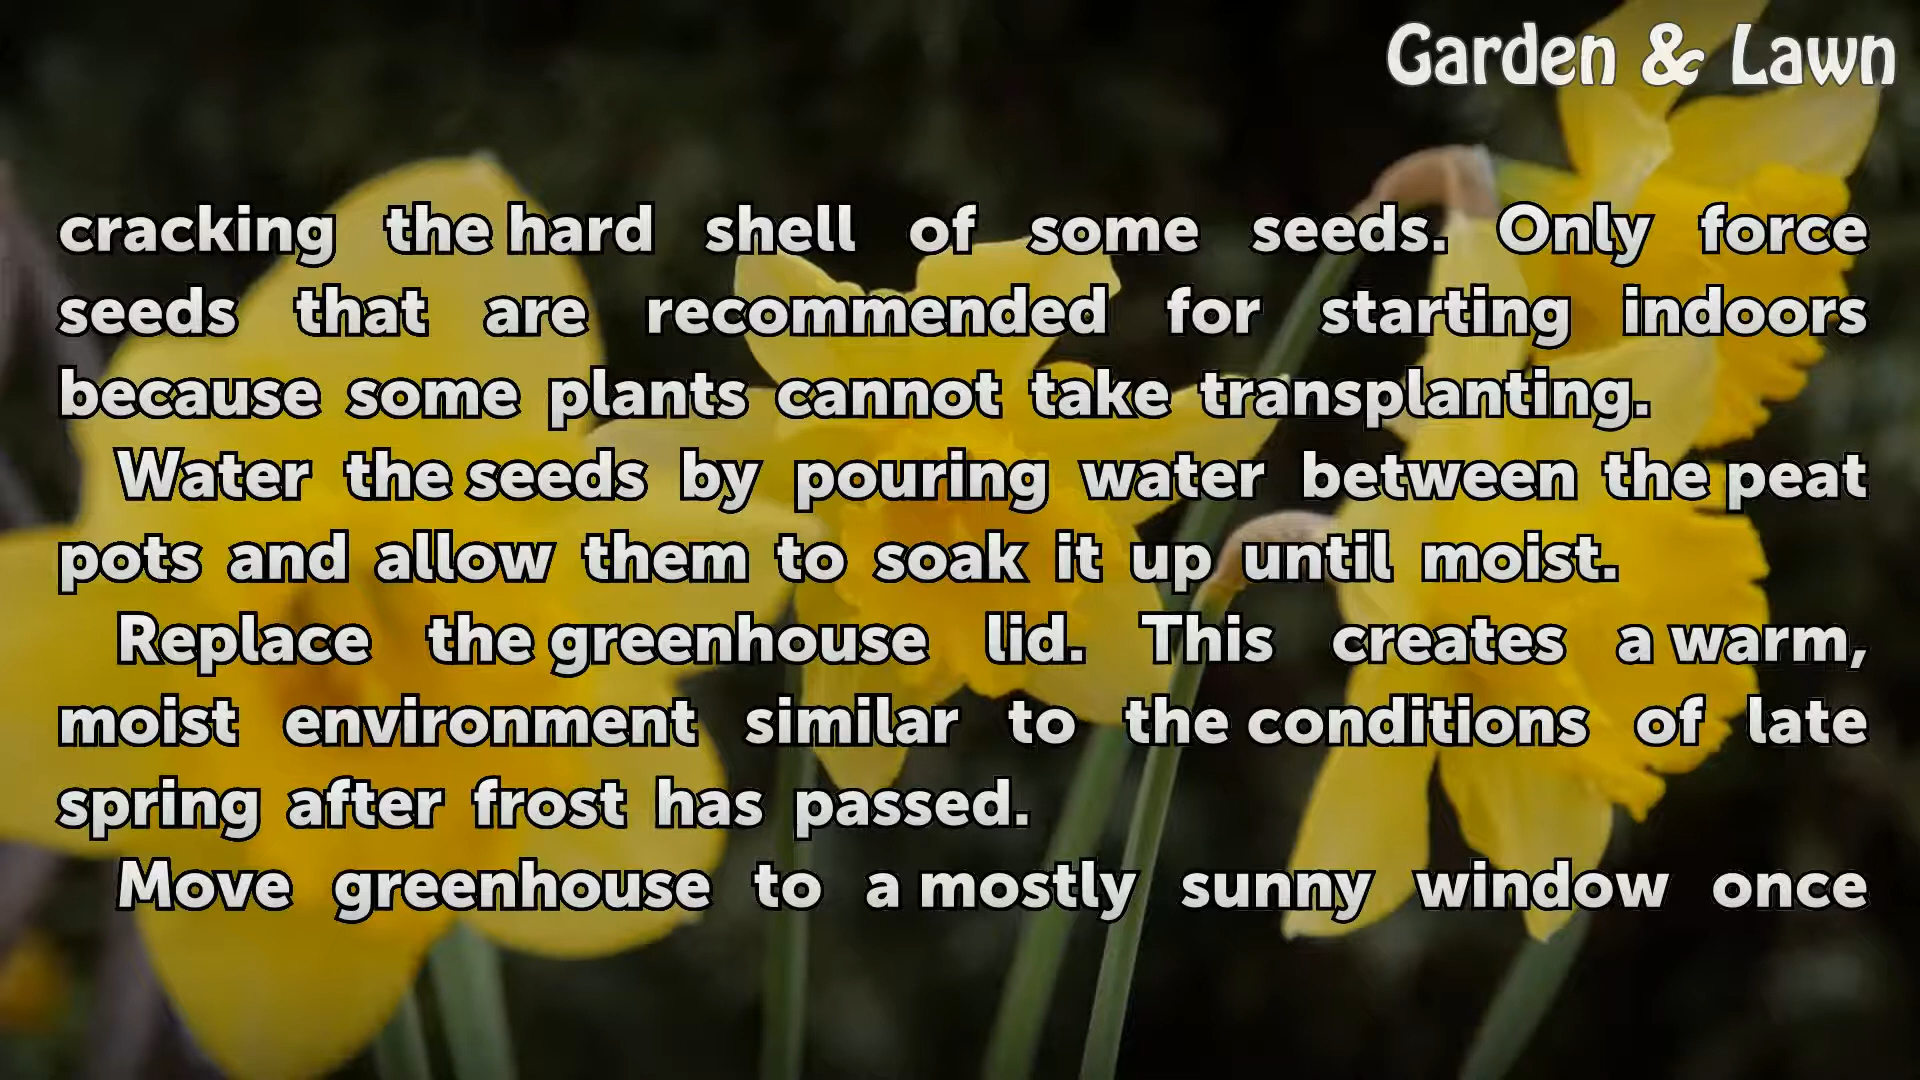 Garden & Lawn
cracking the hard shell of some seeds. Only force
seeds that are recommended for starting indoors
because some plants cannot take transplanting.
Water the seeds by pouring water between the peat
pots and allow them to soak it up until moist.
Replace the greenhouse lid. This creates a warm,
moist environment similar to the conditions of late
spring after frost has passed.
Move greenhouse to a mostly sunny window once